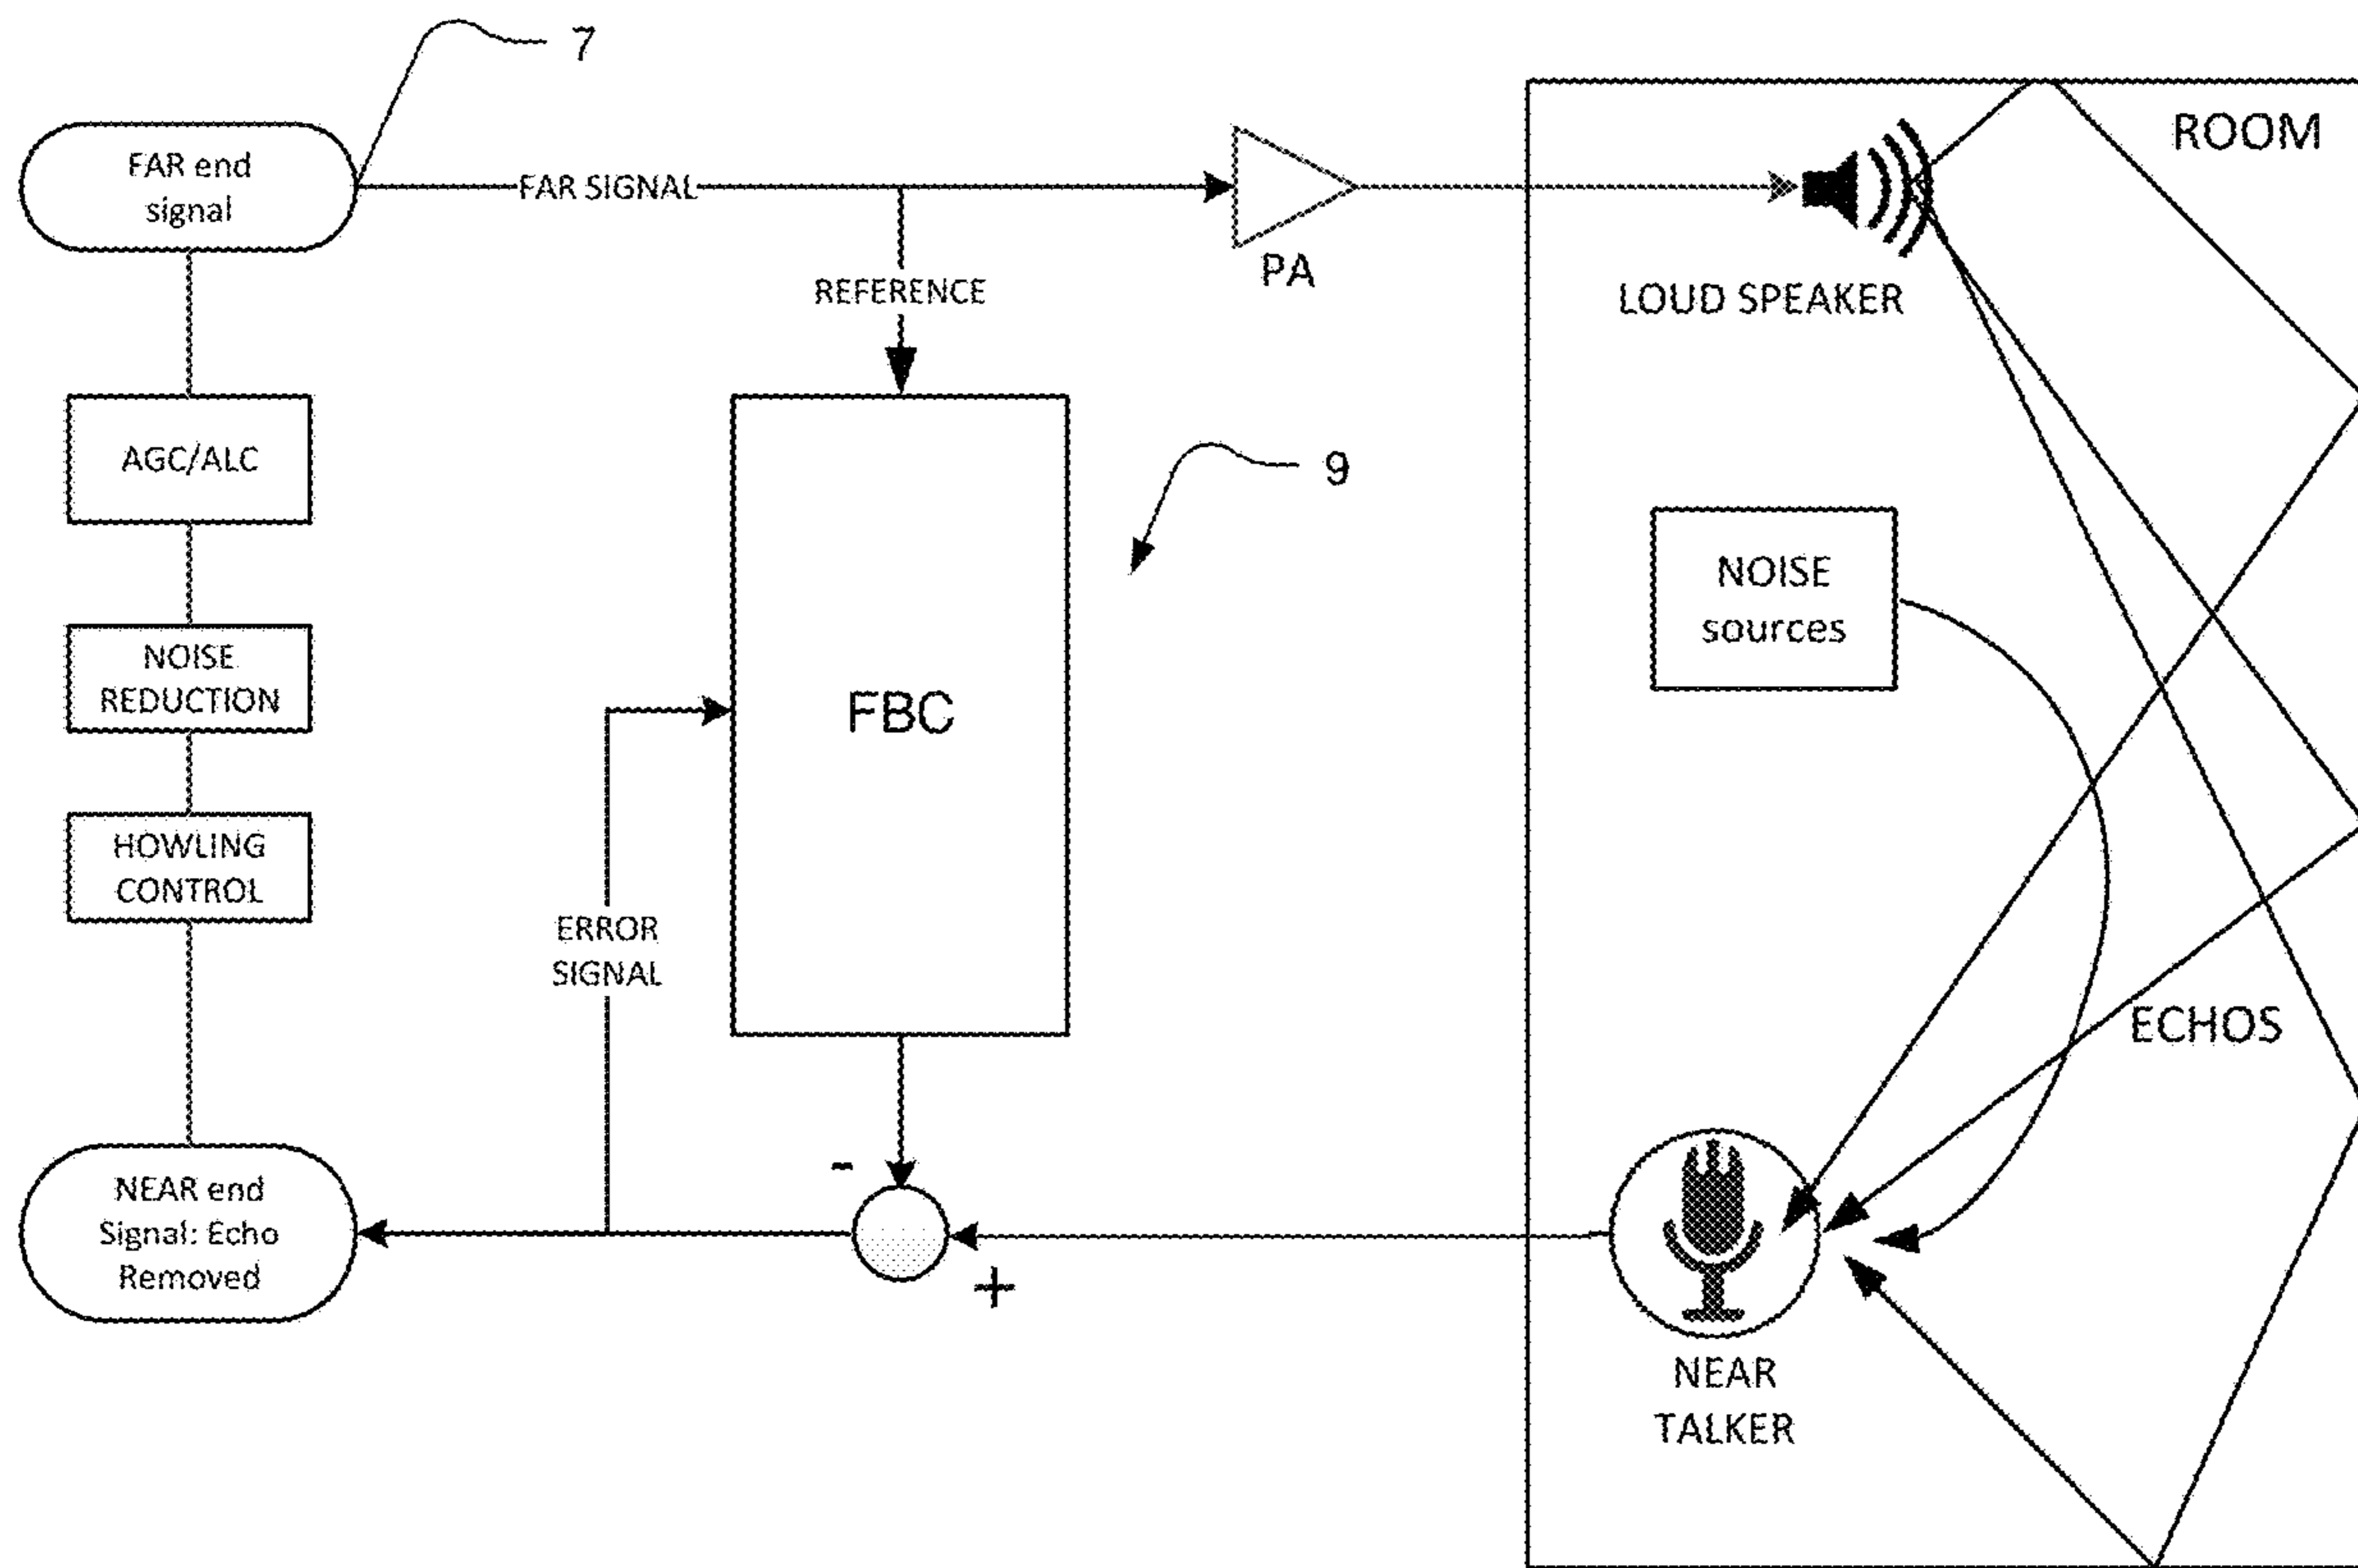 7
FAR end
signal
FAR SIGNAL
REFERENCE
PA
ROOM
LOUD SPEAKER
AGC/ALC
9
NOISE
REDUCTION
HOWLING
CONTROL
ERROR
SIGNAL
FBC
NOISE
sources
ECHOS
NEAR end
Signal: Echo
Removed
-
+
NEAR
TALKER